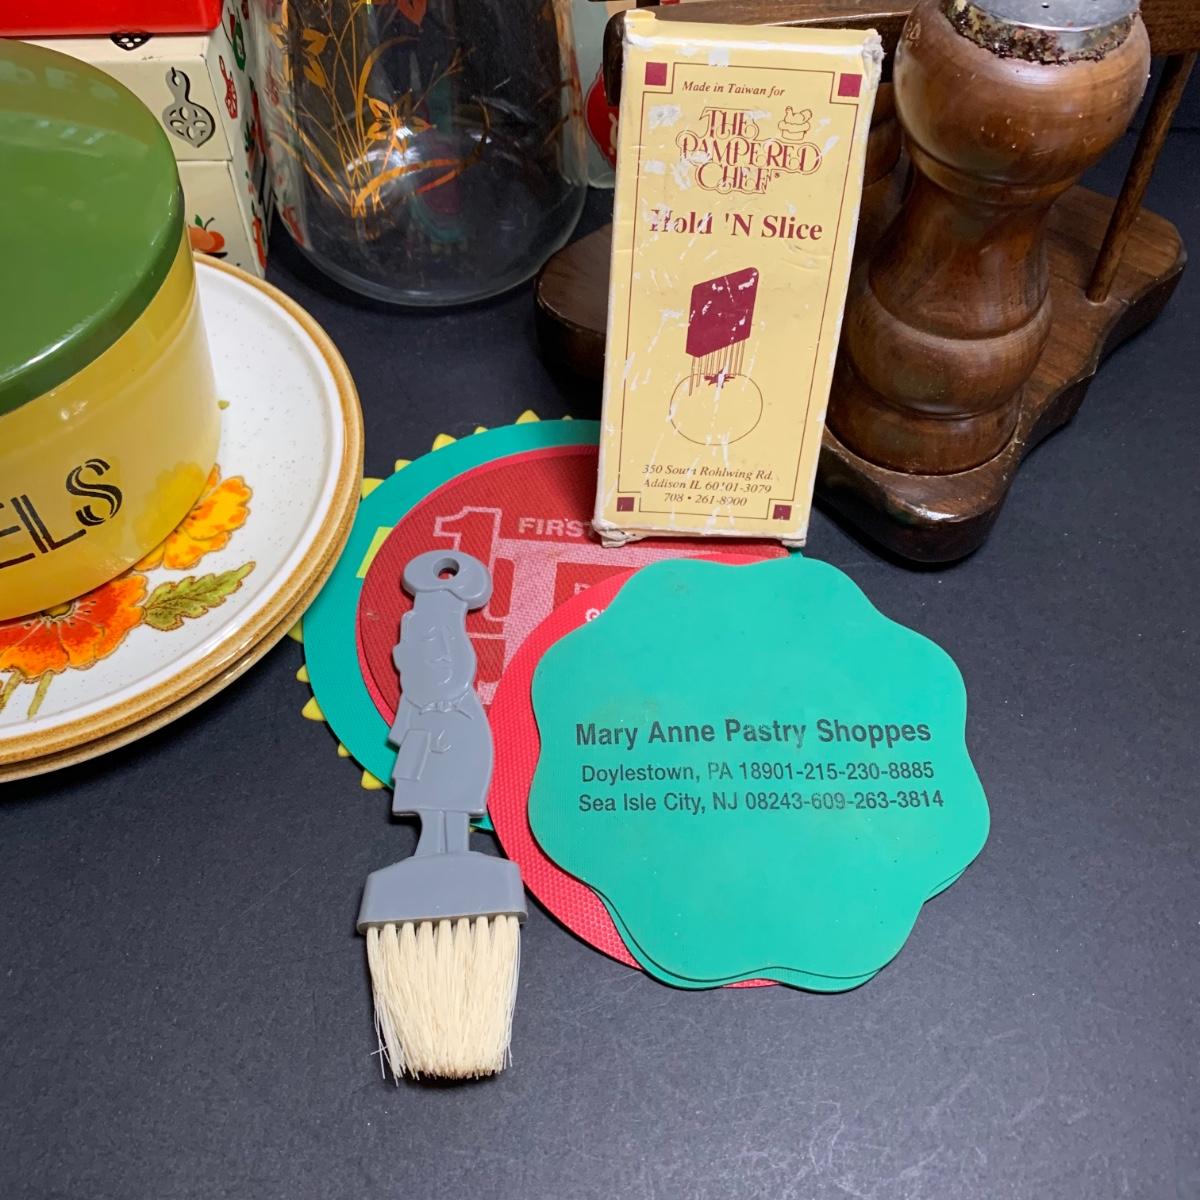 Made in Taiwan for
THE
PAMPERED
CHEF®
Hold 'N Slice
350 South Rohlwing Rd.
Addison IL 60101-3079
708 • 261-8900
ELS
FIRST
Mary Anne Pastry Shoppes
Doylestown, PA 18901-215-230-8885
Sea Isle City, NJ 08243-609-263-3814